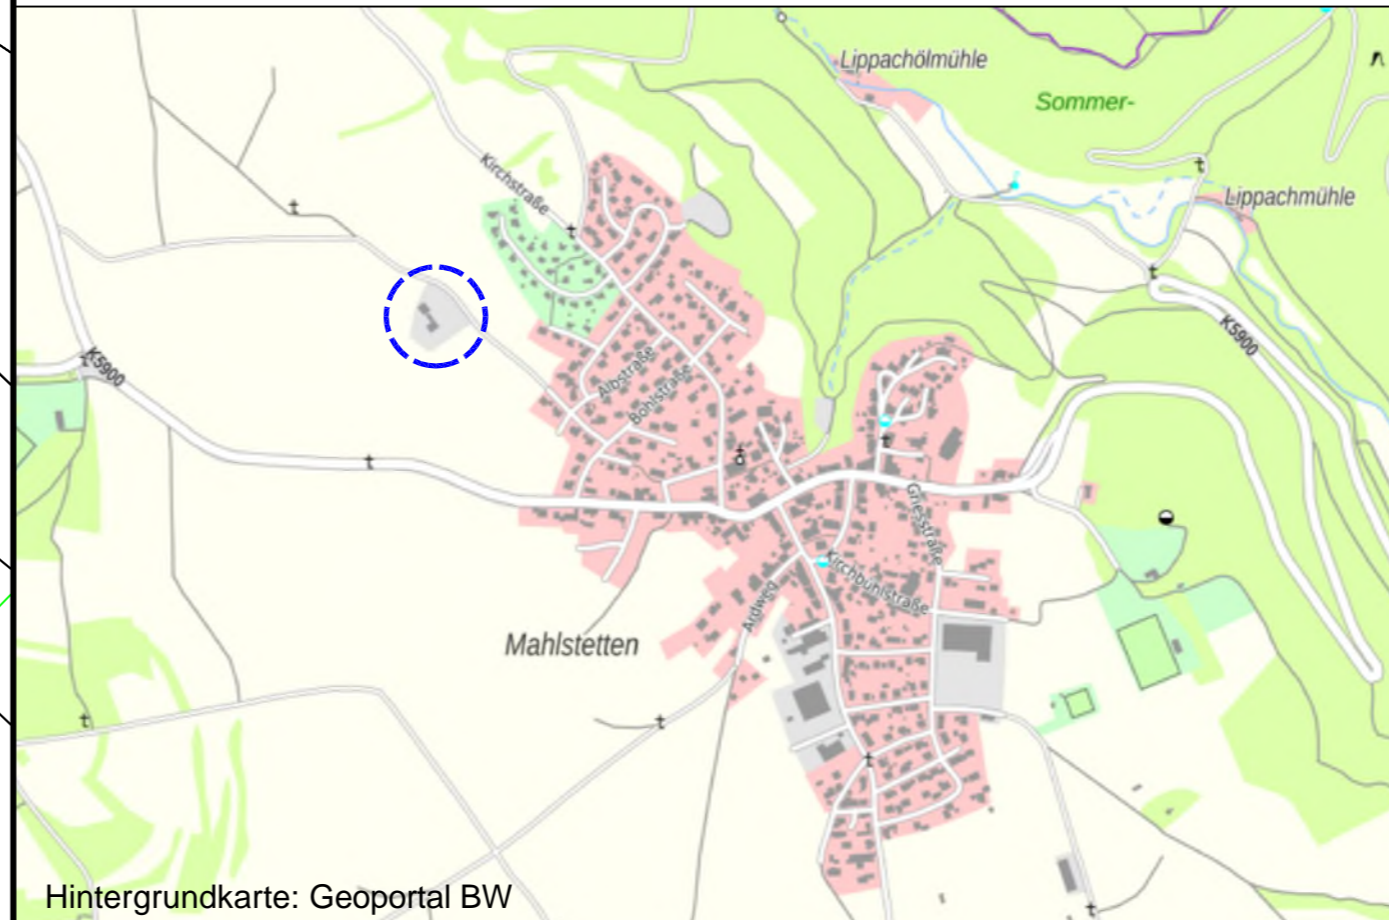 Lippachölmühle
Sommer-
Kirchstraße
Lippachmühle
K5900
K5900
Albstraße
Bohlstraße
Griesstraße
Kirchbühlstraße
Ardweg
Mahlstetten
Hintergrundkarte: Geoportal BW